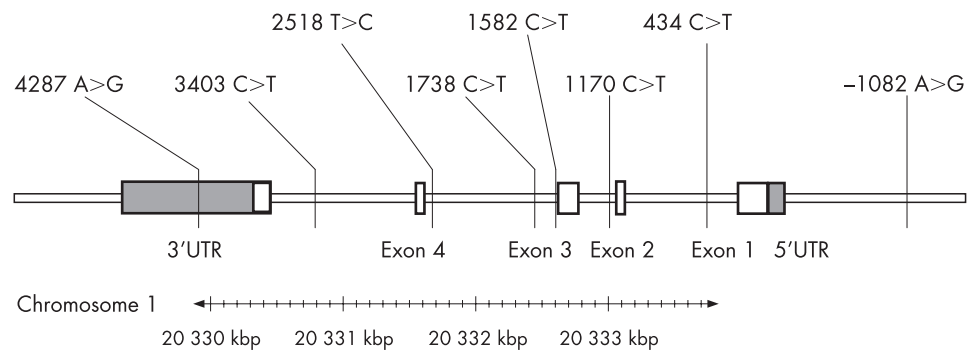 2518 T>C 1582 C>T 434 C>T
4287 A>G 3403 C>T 1738 C>T 1170 C>T –1082 A>G
3'UTR Exon 4 Exon 3 Exon 2 Exon 1 5'UTR
Chromosome 1
20 330 kbp 20 331 kbp 20 332 kbp 20 333 kbp